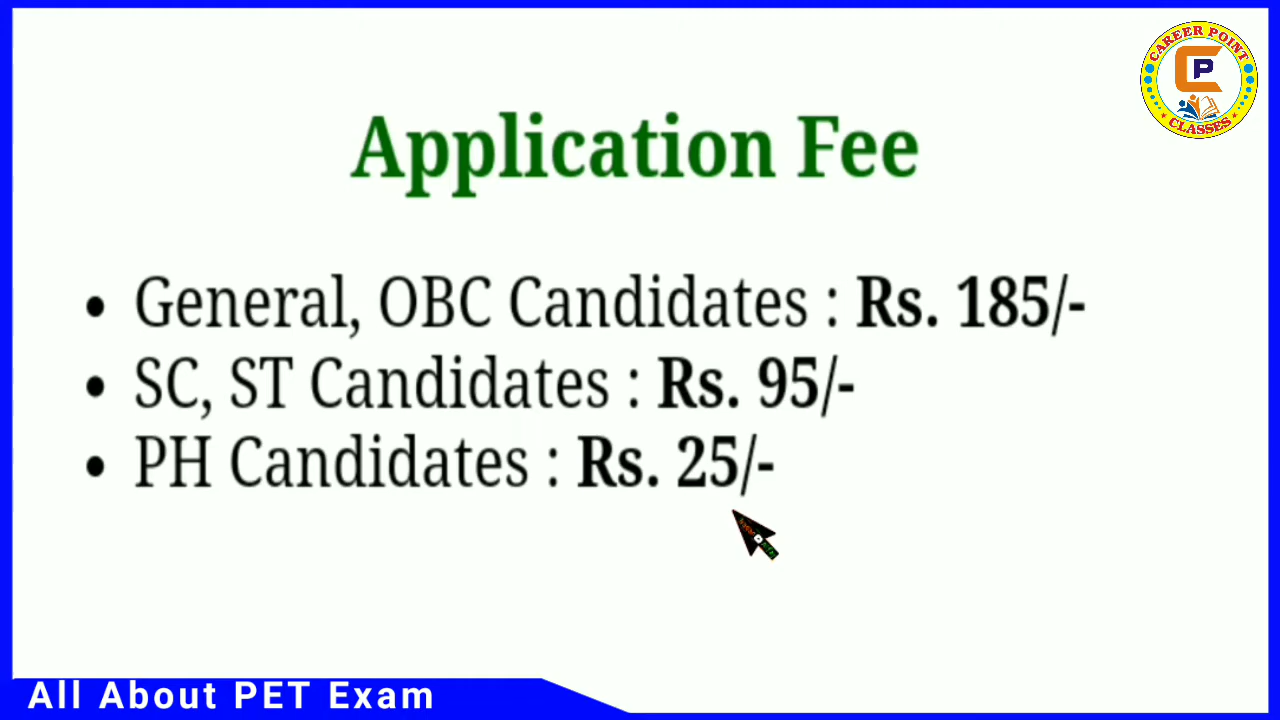 CAREER POINT
CP
CLASSES
Application Fee
• General, OBC Candidates : Rs. 185/-
• SC, ST Candidates : Rs. 95/-
• PH Candidates : Rs. 25/-
All About PET Exam